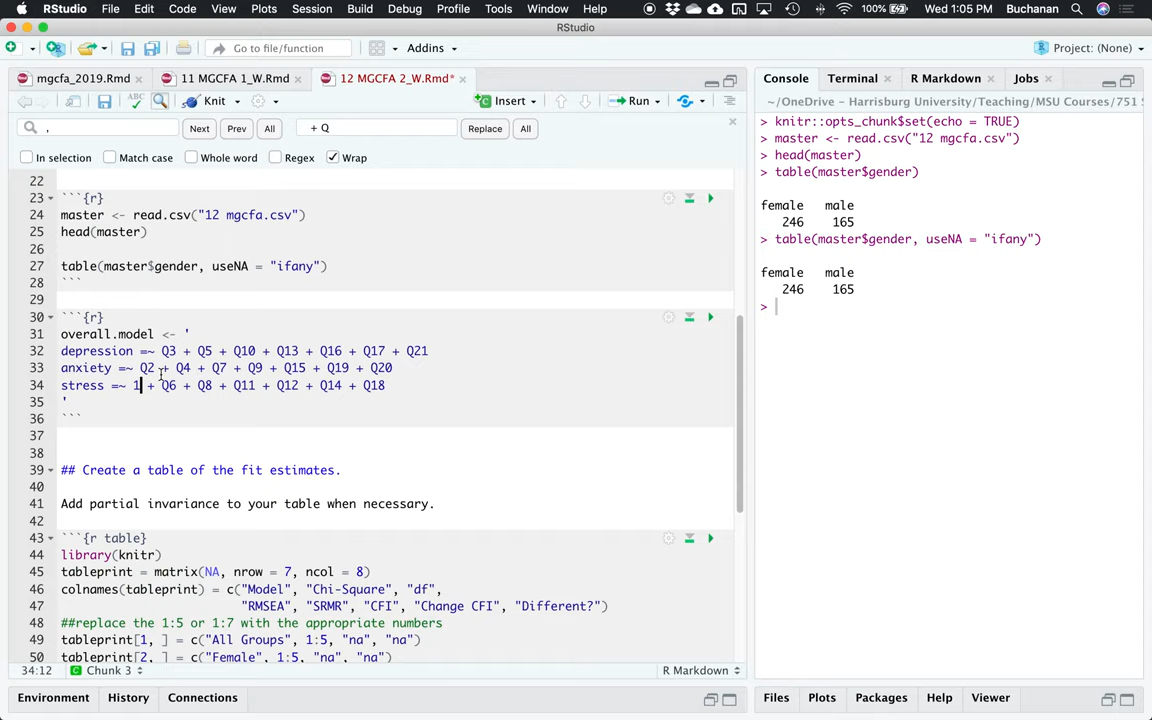 RStudio File Edit Code View Plots Session Build Debug Profile Tools Window Help 100% Wed 1:05 PM Buchanan
RStudio
Go to file/function Addins Project: (None)
mgcfa_2019.Rmd 11 MGCFA 1_W.Rmd 12 MGCFA 2_W.Rmd*
Knit Insert Run
, Next Prev All + Q Replace All
In selection Match case Whole word Regex Wrap
22
23 ```{r}
24 master <- read.csv("12 mgcfa.csv")
25 head(master)
26
27 table(master$gender, useNA = "ifany")
28 ```
29
30 ```{r}
31 overall.model <- '
32 depression =~ Q3 + Q5 + Q10 + Q13 + Q16 + Q17 + Q21
33 anxiety =~ Q2 + Q4 + Q7 + Q9 + Q15 + Q19 + Q20
34 stress =~ 1 + Q6 + Q8 + Q11 + Q12 + Q14 + Q18
35 '
36 ```
37
38
39 ## Create a table of the fit estimates.
40
41 Add partial invariance to your table when necessary.
42
43 ```{r table}
44 library(knitr)
45 tableprint = matrix(NA, nrow = 7, ncol = 8)
46 colnames(tableprint) = c("Model", "Chi-Square", "df",
47 "RMSEA", "SRMR", "CFI", "Change CFI", "Different?")
48 ##replace the 1:5 or 1:7 with the appropriate numbers
49 tableprint[1, ] = c("All Groups", 1:5, "na", "na")
50 tableprint[2, ] = c("Female", 1:5, "na", "na")
34:12 Chunk 3 R Markdown
Environment History Connections
Console Terminal R Markdown Jobs
~/OneDrive - Harrisburg University/Teaching/MSU Courses/751
> knitr::opts_chunk$set(echo = TRUE)
> master <- read.csv("12 mgcfa.csv")
> head(master)
> table(master$gender)
female male
246 165
> table(master$gender, useNA = "ifany")
female male
246 165
>
Files Plots Packages Help Viewer